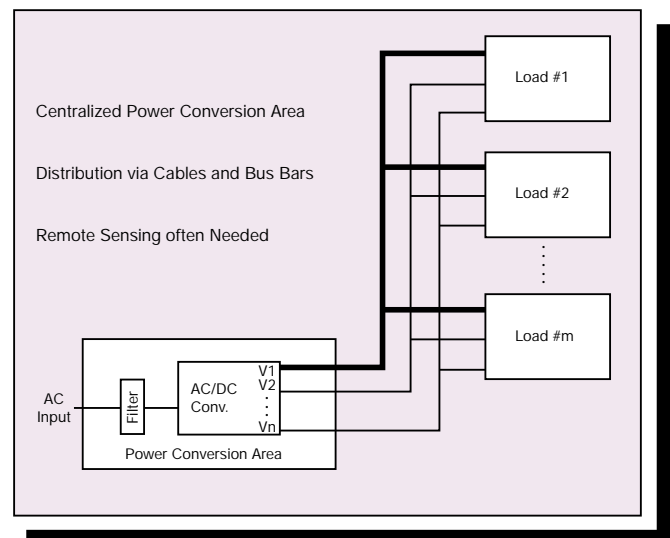 Centralized Power Conversion Area
Distribution via Cables and Bus Bars
Remote Sensing often Needed
Load #1
Load #2
Load #m
AC
Input
Filter
AC/DC
Conv.
V1
V2
Vn
Power Conversion Area